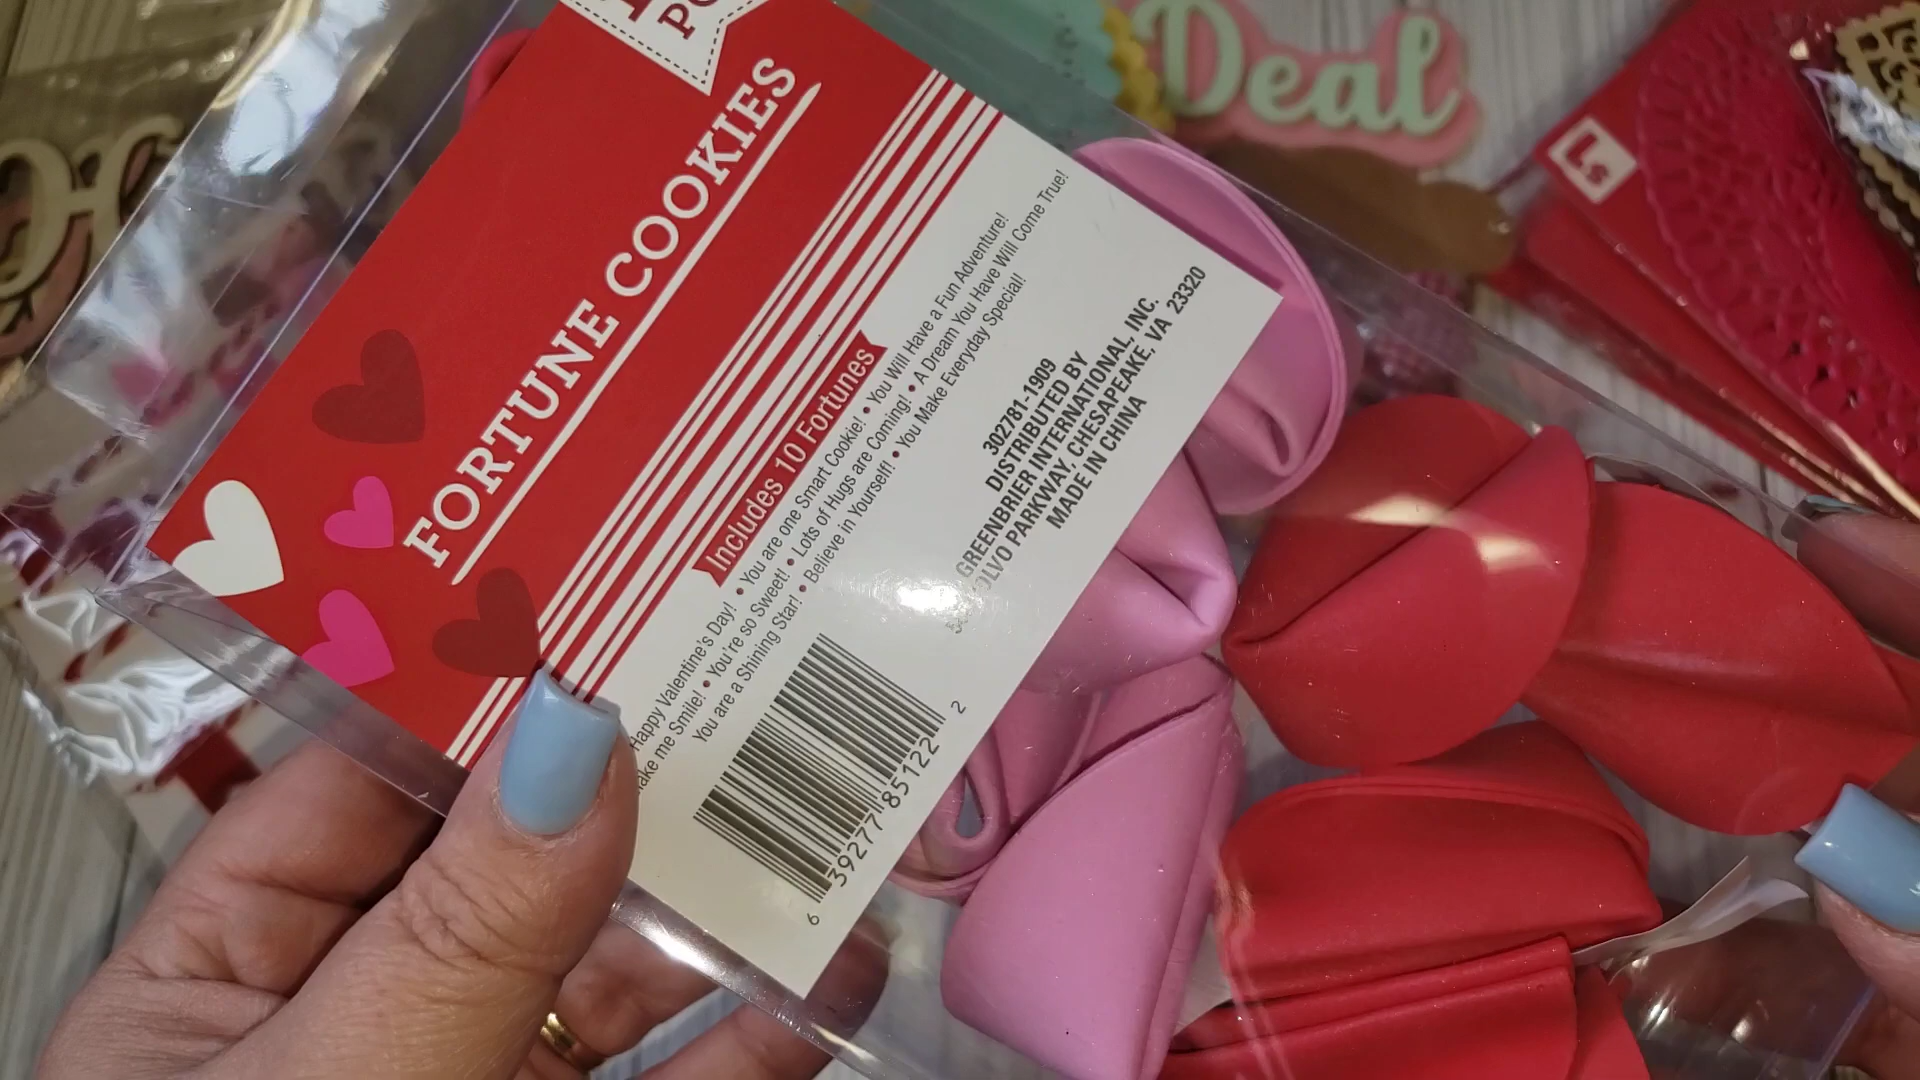 Deal
Ls
FORTUNE COOKIES
Includes 10 Fortunes
Happy Valentine's Day! • You are one Smart Cookie! • You Will Have a Fun Adventure!
make me Smile! • You're so Sweet! • Lots of Hugs are Coming! • A Dream You Have Will Come True!
You are a Shining Star! • Believe in Yourself! • You Make Everyday Special!
302781-1909
DISTRIBUTED BY
GREENBRIER INTERNATIONAL, INC.
VOLVO PARKWAY, CHESAPEAKE, VA 23320
MADE IN CHINA
6 39277 85122 2